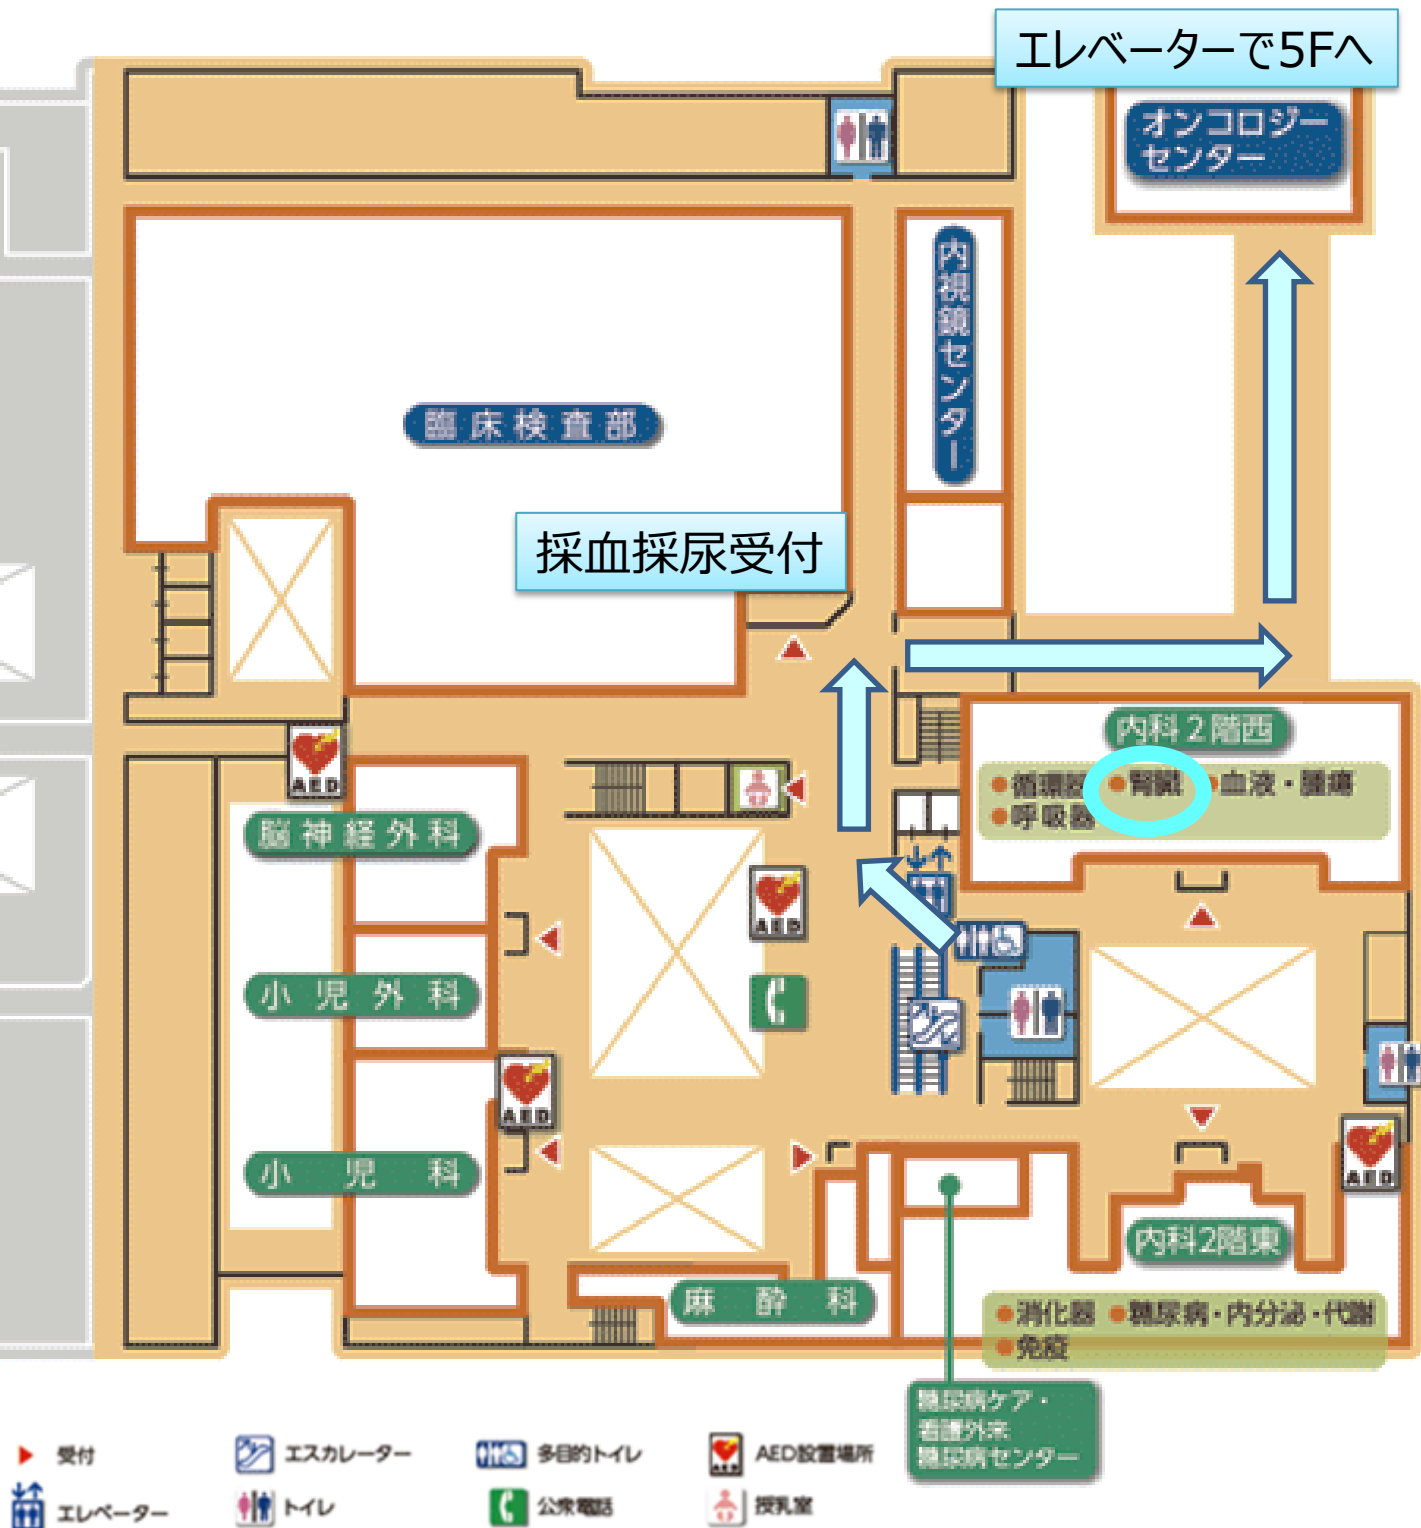 エレベーターで5Fへ
オンコロジー
センター
内視鏡センター
臨床検査部
採血採尿受付
内科2階西
●循環器 ●腎臓 ●血液・腫瘍
●呼吸器
AED
脳神経外科
AED
小児外科
AED
小児科
AED
内科2階東
麻酔科
●消化器 ●糖尿病・内分泌・代謝
●免疫
糖尿病ケア・
看護外来
糖尿病センター
受付
エスカレーター
多目的トイレ
AED
AED設置場所
エレベーター
トイレ
公衆電話
授乳室